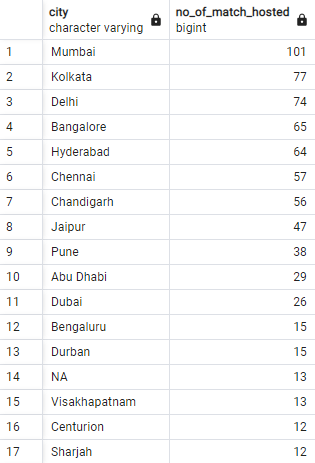 city no_of_match_hosted
character varying bigint
1 Mumbai 101
2 Kolkata 77
3 Delhi 74
4 Bangalore 65
5 Hyderabad 64
6 Chennai 57
7 Chandigarh 56
8 Jaipur 47
9 Pune 38
10 Abu Dhabi 29
11 Dubai 26
12 Bengaluru 15
13 Durban 15
14 NA 13
15 Visakhapatnam 13
16 Centurion 12
17 Sharjah 12